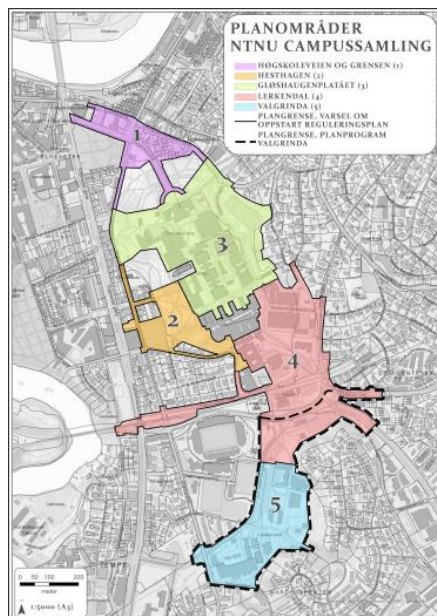 PLANOMRÅDER
NTNU CAMPUSSAMLING
HØGSKOLEVEIEN OG GRENSEN (1)
HESTHAGEN (2)
GLØSHAUGENPLATÅET (3)
LERKENDAL (4)
VALGRINDA (5)
PLANGRENSE, VARSEL OM
OPPSTART REGULERINGSPLAN
PLANGRENSE, PLANPROGRAM
VALGRINDA
1
3
2
4
5
TEMPE
0 50 100 200
meter
1:5000 (A3)